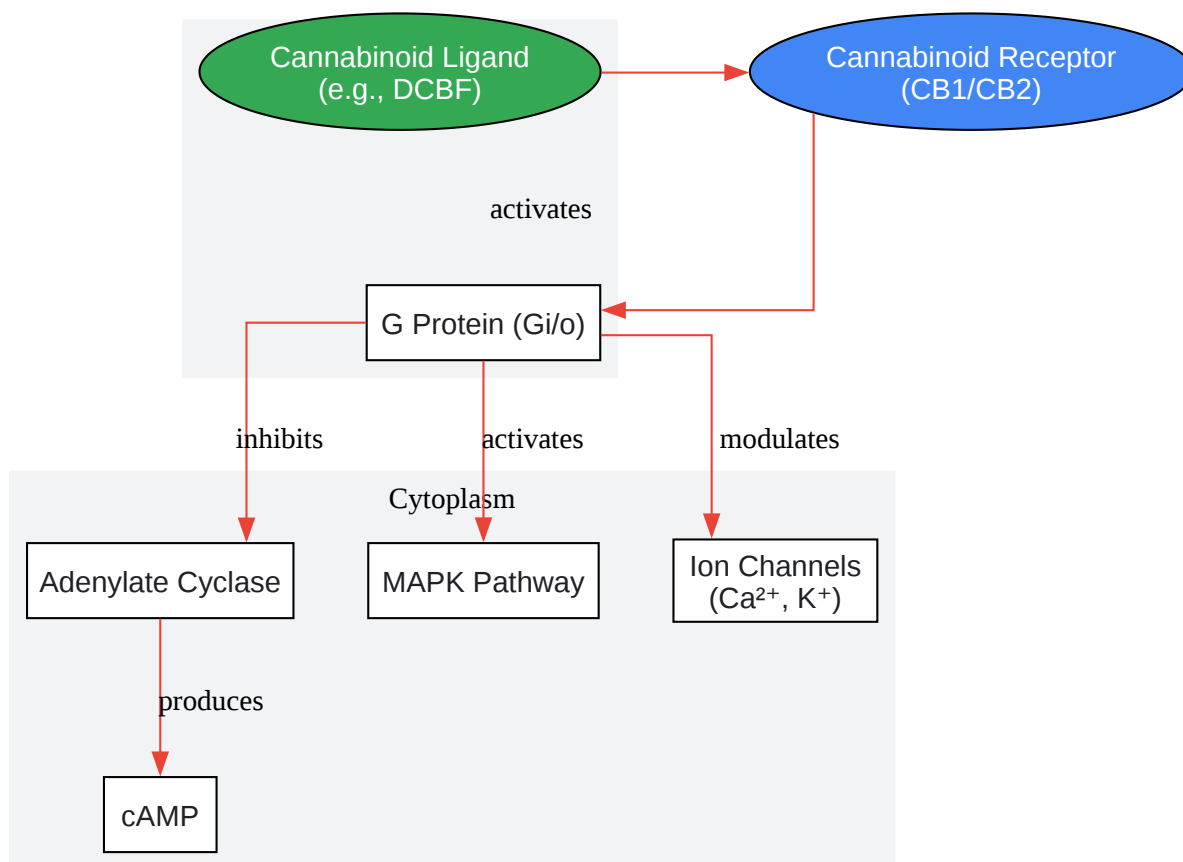 Cannabinoid Ligand
(e.g., DCBF)
Cannabinoid Receptor
(CB1/CB2)
activates
G Protein (Gi/o)
inhibits
activates
modulates
Cytoplasm
Adenylate Cyclase
MAPK Pathway
Ion Channels
(Ca²⁺, K⁺)
produces
cAMP